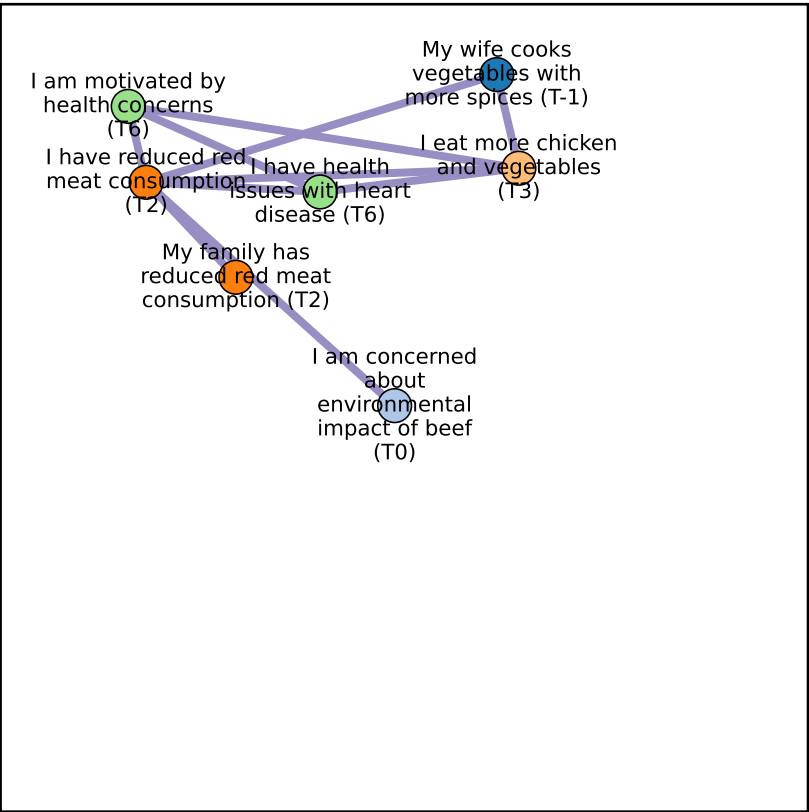 My wife cooks
vegetables with
more spices (T-1)
I am motivated by
health concerns
(T6)
I eat more chicken
and vegetables
(T3)
I have reduced red
meat consumption
(T2)
I have health
issues with heart
disease (T6)
My family has
reduced red meat
consumption (T2)
I am concerned
about
environmental
impact of beef
(T0)